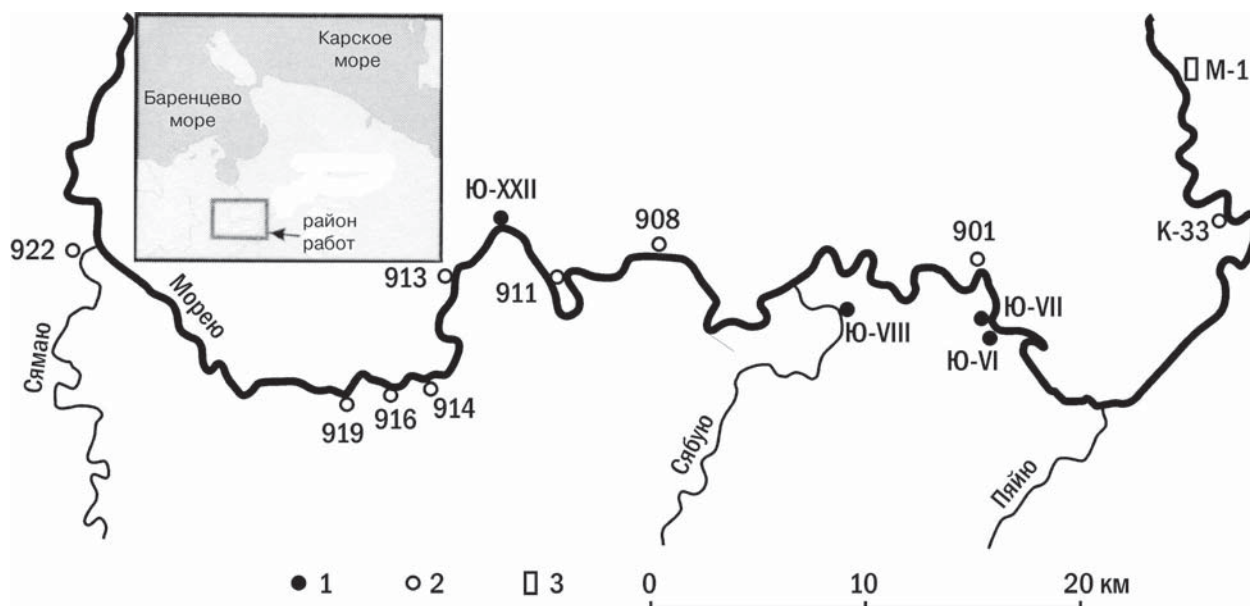 Карское
море
Баренцево
море
район
работ
М-1
Ю-XXII
908
901
К-33
922
913
911
Ю-VII
Ю-VIII
Ю-VI
Морею
Сямаю
914
916
919
Сябую
Пяйю
1 2 3 0 10 20 км